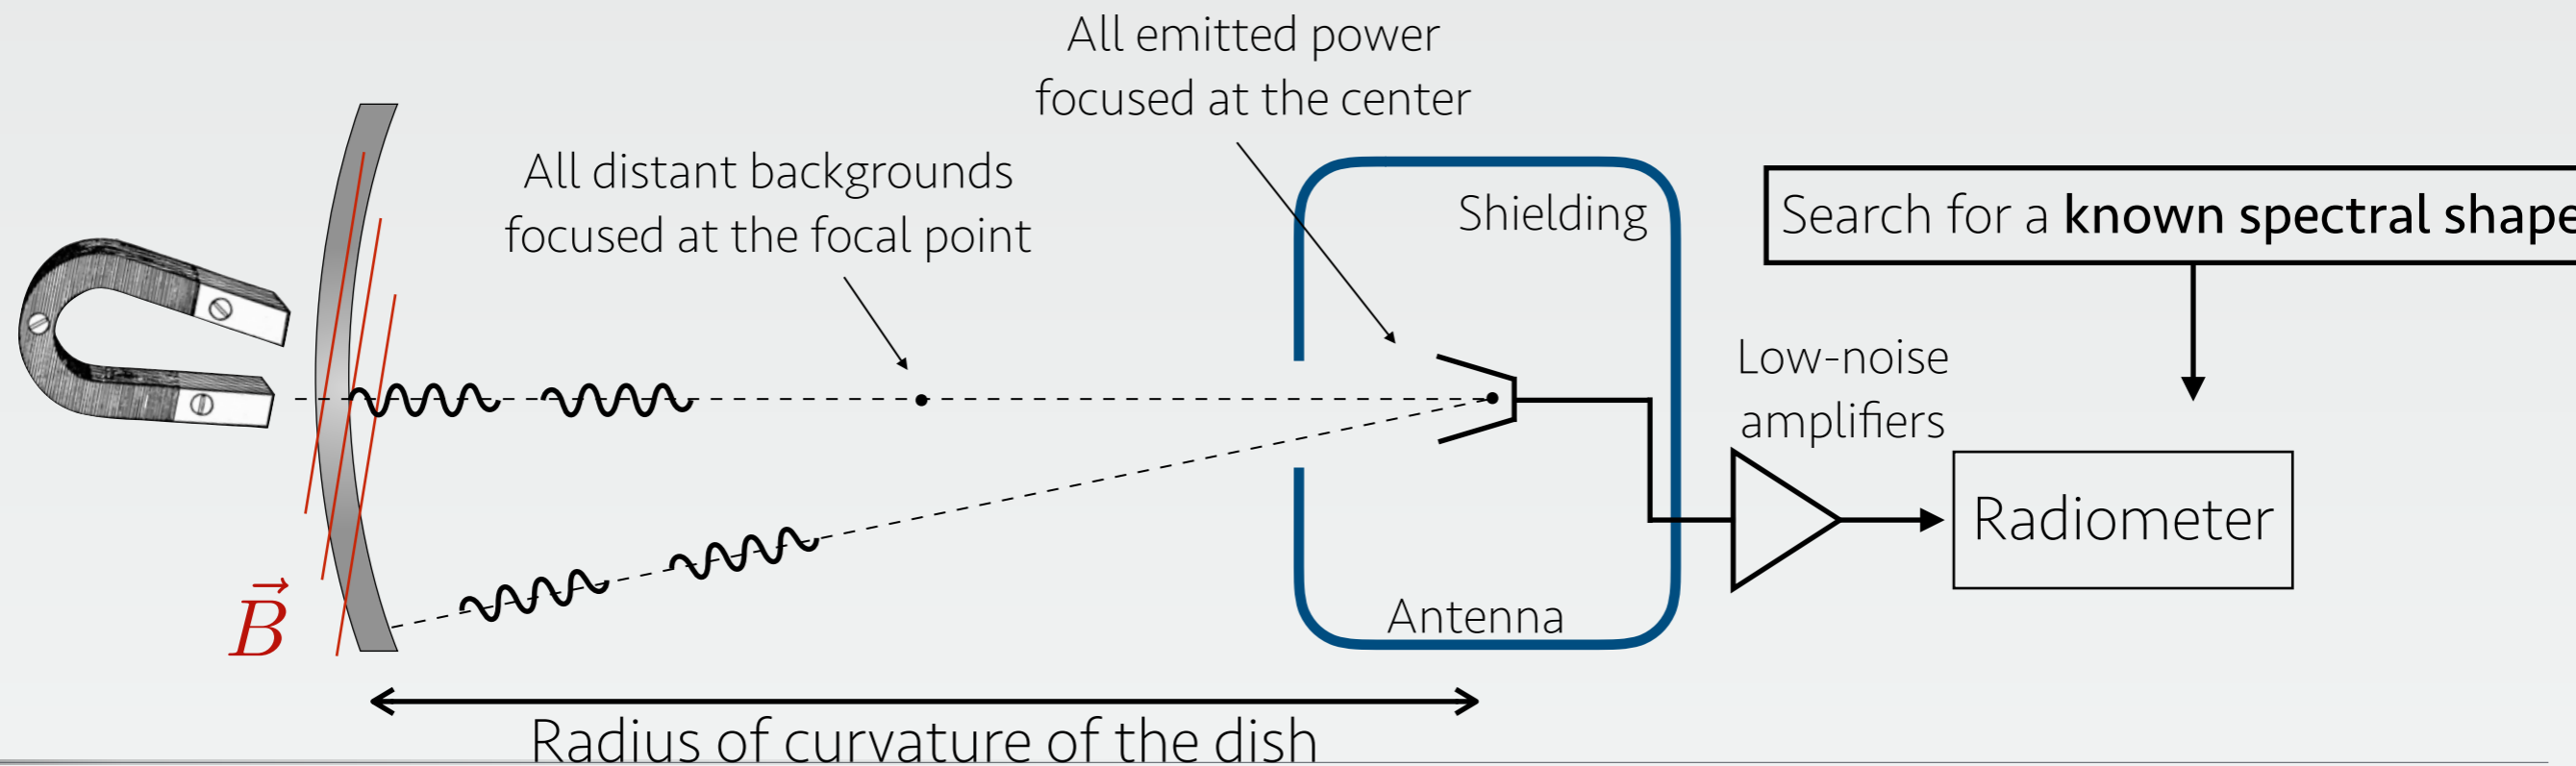 All emitted power
focused at the center
All distant backgrounds
focused at the focal point
Shielding
Search for a known spectral shape
Low-noise
amplifiers
Radiometer
B
Antenna
Radius of curvature of the dish